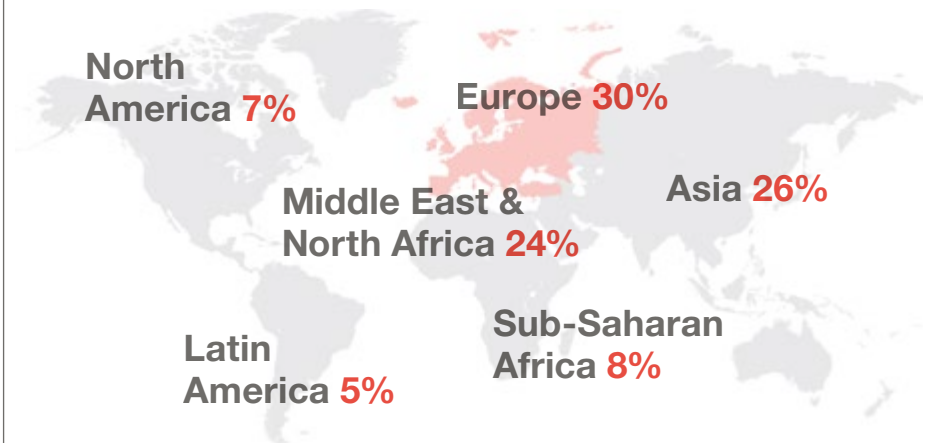 North
America 7%
Europe 30%
Asia 26%
Middle East &
North Africa 24%
Sub-Saharan
Africa 8%
Latin
America 5%